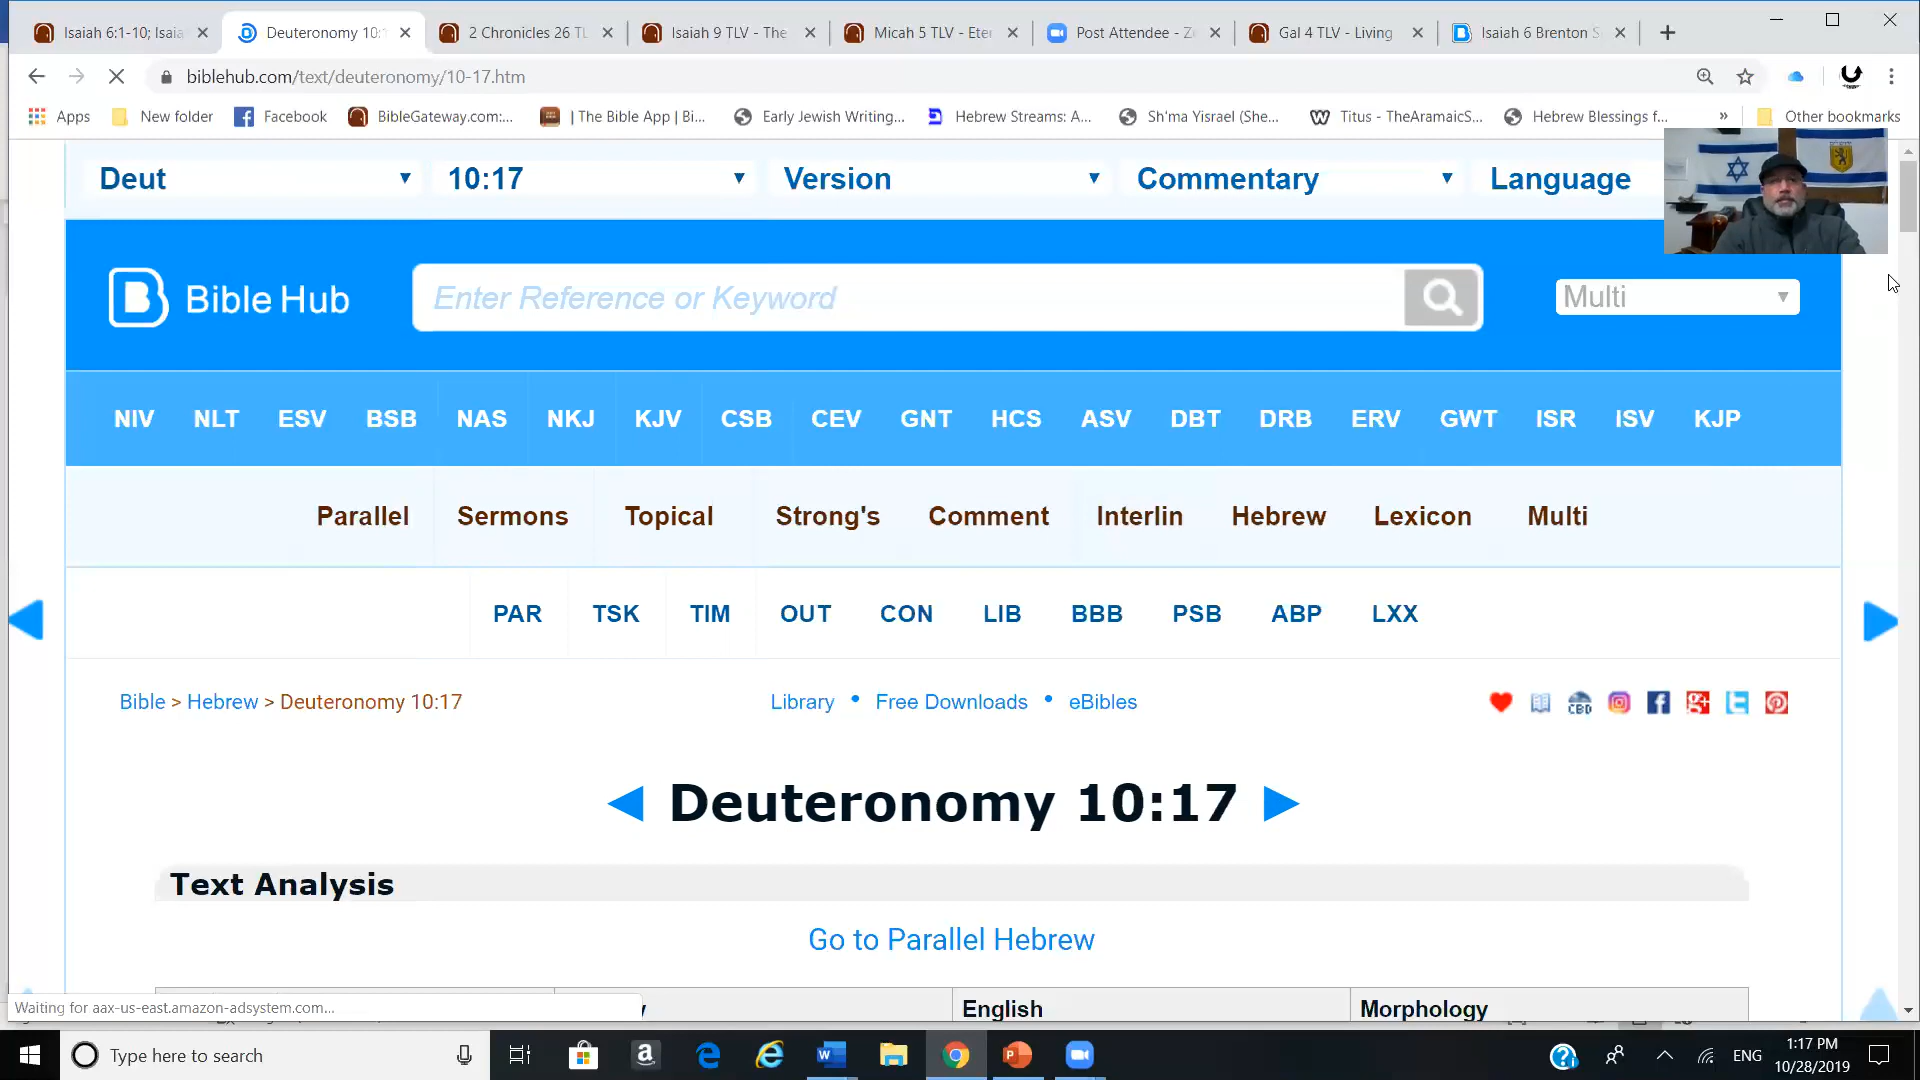 Isaiah 6:1-10; Isaia
Deuteronomy 10:1
2 Chronicles 26 TL
Isaiah 9 TLV - The
Micah 5 TLV - Eter
Post Attendee - Zo
Gal 4 TLV - Living
Isaiah 6 Brenton S
biblehub.com/text/deuteronomy/10-17.htm
Apps
New folder
Facebook
BibleGateway.com:...
| The Bible App | Bi...
Early Jewish Writing...
Hebrew Streams: A...
Sh'ma Yisrael (She...
Titus - TheAramaicS...
Hebrew Blessings f...
»
Other bookmarks
Deut
10:17
Version
Commentary
Language
Bible Hub
Enter Reference or Keyword
Multi
NIV NLT ESV BSB NAS NKJ KJV CSB CEV GNT HCS ASV DBT DRB ERV GWT ISR ISV KJP
Parallel Sermons Topical Strong's Comment Interlin Hebrew Lexicon Multi
PAR TSK TIM OUT CON LIB BBB PSB ABP LXX
Bible > Hebrew > Deuteronomy 10:17
Library • Free Downloads • eBibles
CBD
Deuteronomy 10:17
Text Analysis
Go to Parallel Hebrew
English
Morphology
Waiting for aax-us-east.amazon-adsystem.com...
Type here to search
ENG
1:17 PM
10/28/2019